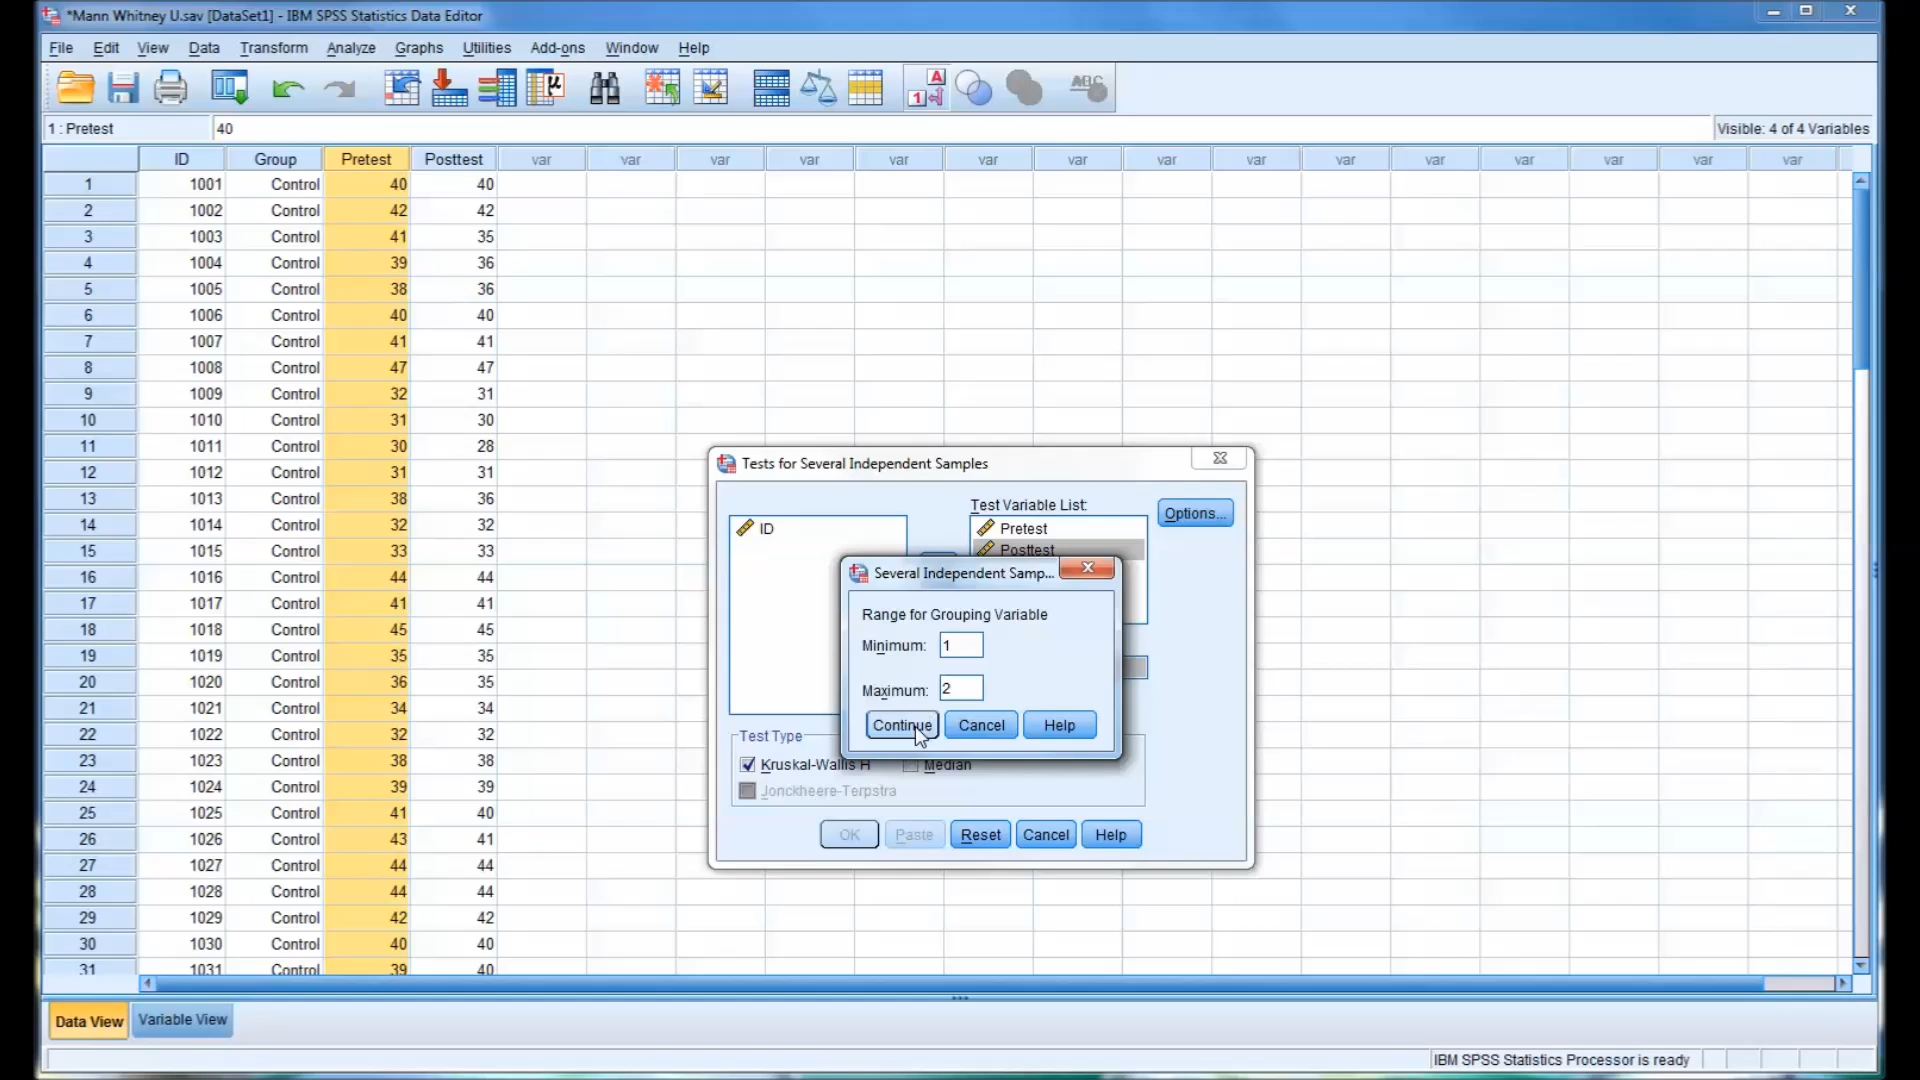 *Mann Whitney U.sav [DataSet1] - IBM SPSS Statistics Data Editor
File Edit View Data Transform Analyze Graphs Utilities Add-ons Window Help
1 : Pretest 40 Visible: 4 of 4 Variables
ID Group Pretest Posttest var var var var var var var var var var var var var var var
1 1001 Control 40 40
2 1002 Control 42 42
3 1003 Control 41 35
4 1004 Control 39 36
5 1005 Control 38 36
6 1006 Control 40 40
7 1007 Control 41 41
8 1008 Control 47 47
9 1009 Control 32 31
10 1010 Control 31 30
11 1011 Control 30 28
12 1012 Control 31 31
13 1013 Control 38 36
14 1014 Control 32 32
15 1015 Control 33 33
16 1016 Control 44 44
17 1017 Control 41 41
18 1018 Control 45 45
19 1019 Control 35 35
20 1020 Control 36 35
21 1021 Control 34 34
22 1022 Control 32 32
23 1023 Control 38 38
24 1024 Control 39 39
25 1025 Control 41 40
26 1026 Control 43 41
27 1027 Control 44 44
28 1028 Control 44 44
29 1029 Control 42 42
30 1030 Control 40 40
31 1031 Control 39 40
Tests for Several Independent Samples
Test Variable List:
Options...
ID
Pretest
Posttest
Several Independent Samp...
Range for Grouping Variable
Minimum: 1
Maximum: 2
Continue Cancel Help
Test Type
Kruskal-Wallis H Median
Jonckheere-Terpstra
OK Paste Reset Cancel Help
Data View Variable View
IBM SPSS Statistics Processor is ready